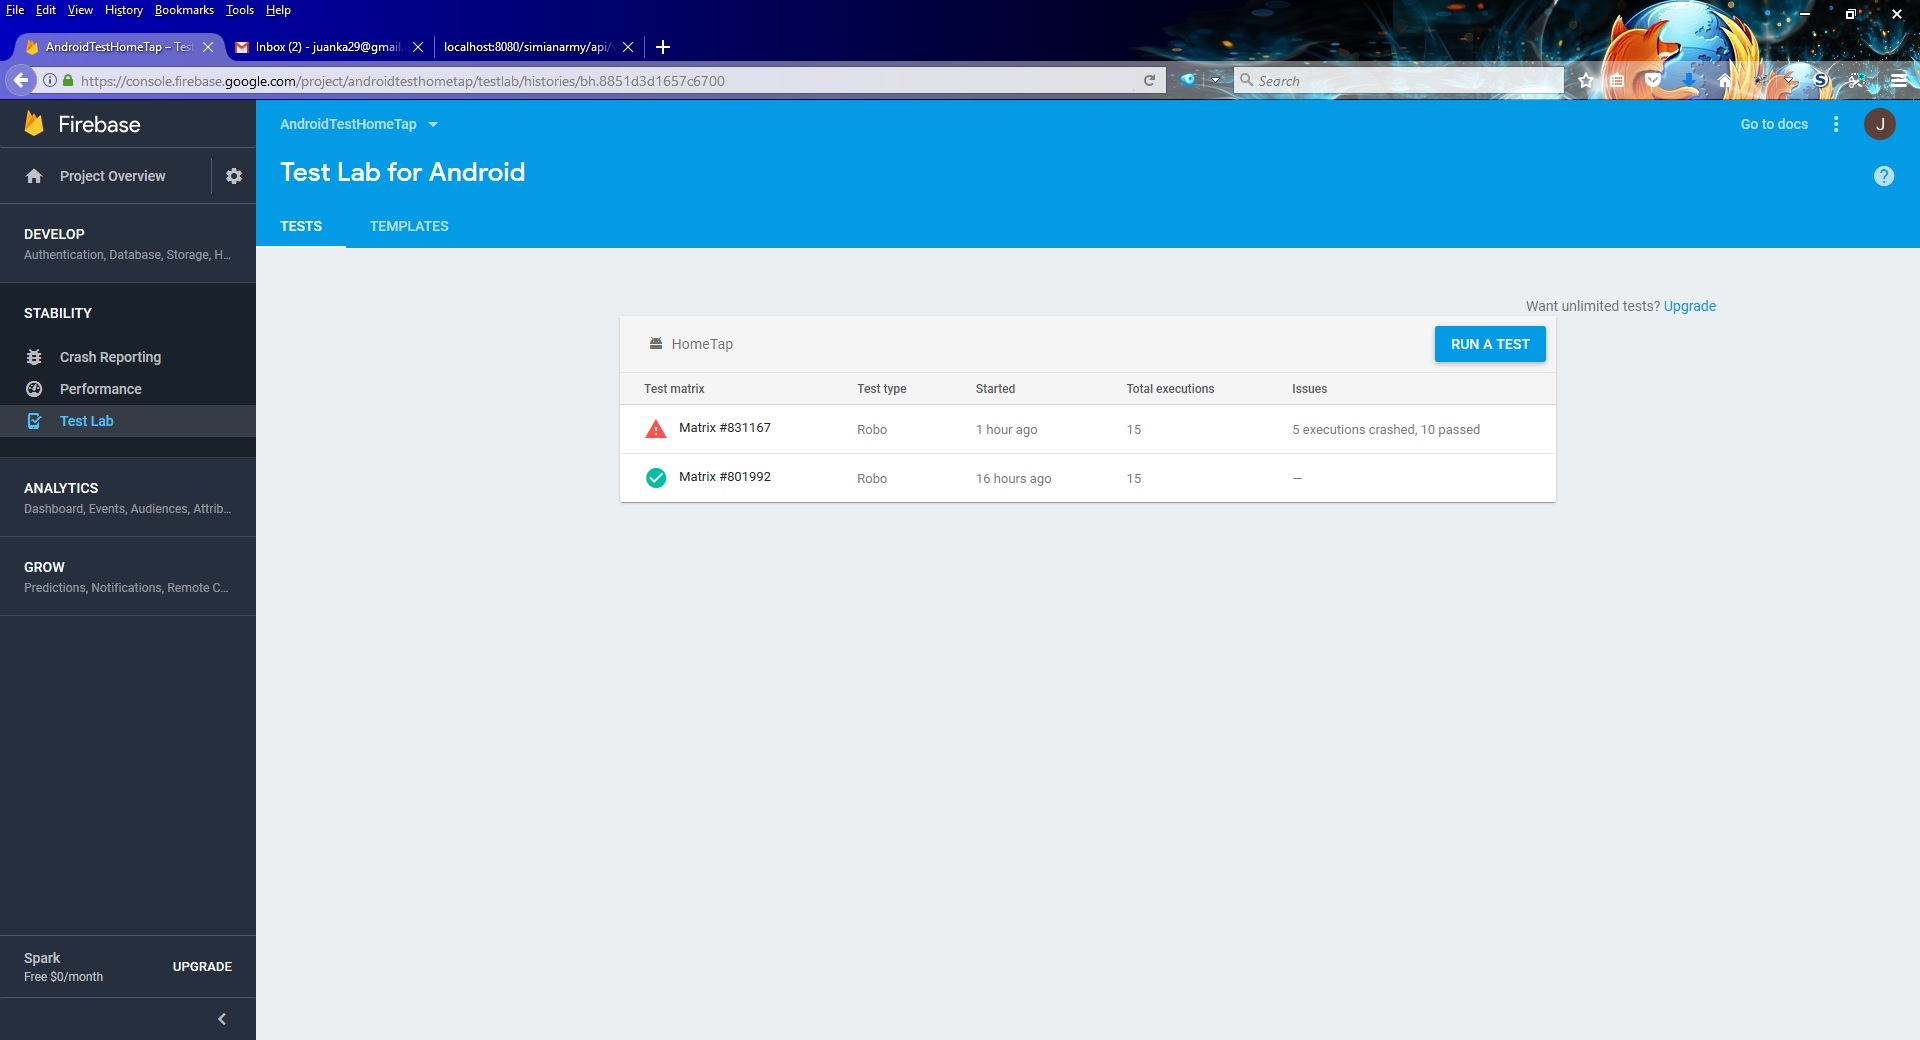 File Edit View History Bookmarks Tools Help
AndroidTestHomeTap – Test
Inbox (2) - juanka29@gmail.
localhost:8080/simianarmy/api/
https://console.firebase.google.com/project/androidtesthometap/testlab/histories/bh.8851d3d1657c6700
Search
Firebase
AndroidTestHomeTap
Go to docs
J
Project Overview
Test Lab for Android
TESTS TEMPLATES
DEVELOP
Authentication, Database, Storage, H...
STABILITY
Crash Reporting
Performance
Test Lab
ANALYTICS
Dashboard, Events, Audiences, Attrib...
GROW
Predictions, Notifications, Remote C...
Spark
Free $0/month
UPGRADE
Want unlimited tests? Upgrade
HomeTap
RUN A TEST
Test matrix Test type Started Total executions Issues
Matrix #831167 Robo 1 hour ago 15 5 executions crashed, 10 passed
Matrix #801992 Robo 16 hours ago 15 –